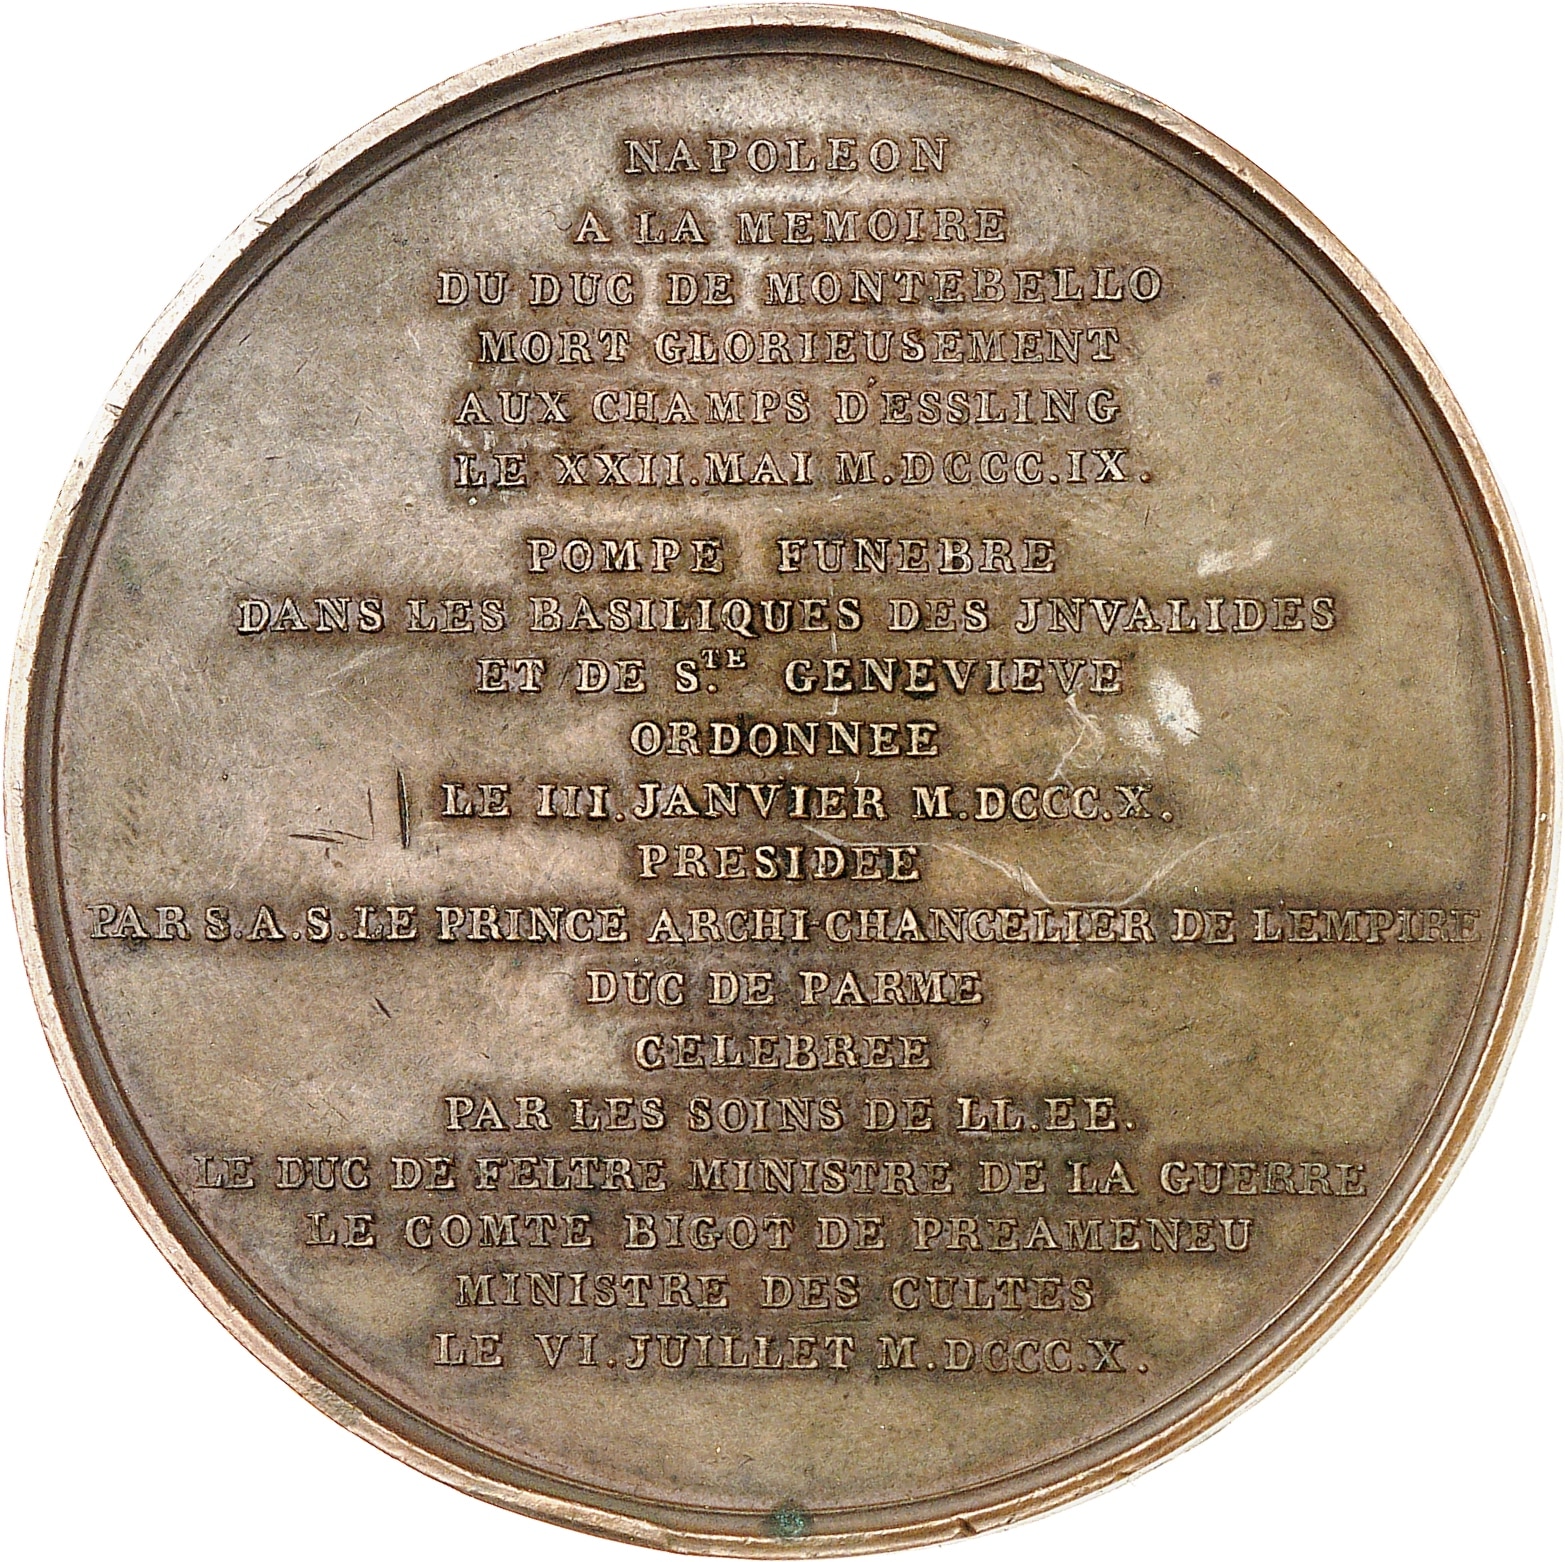 NAPOLEON
A LA MEMOIRE
DU DUC DE MONTEBELLO
MORT GLORIEUSEMENT
AUX CHAMPS D'ESSLING
LE XXII.MAI M.DCCC.IX.
POMPE FUNEBRE
DANS LES BASILIQUES DES JNVALIDES
ET DE S.TE GENEVIEVE
ORDONNEE
LE III.JANVIER M.DCCC.X.
PRESIDEE
PAR S.A.S.LE PRINCE ARCHI-CHANCELIER DE LEMPIRE
DUC DE PARME
CELEBREE
PAR LES SOINS DE LL.EE.
LE DUC DE FELTRE MINISTRE DE LA GUERRE
LE COMTE BIGOT DE PREAMENEU
MINISTRE DES CULTES
LE VI.JUILLET M.DCCC.X.